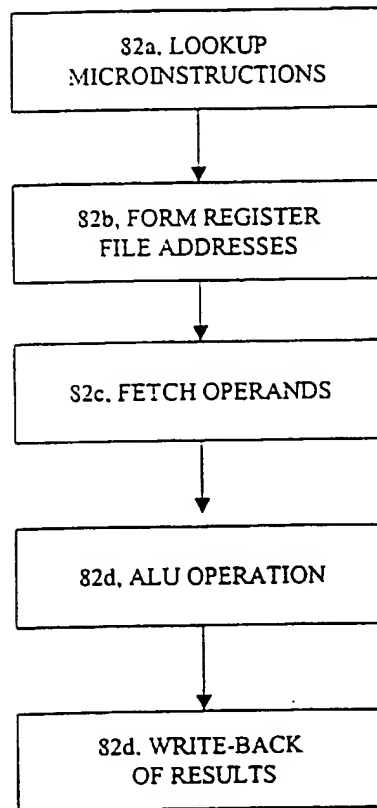 82a. LOOKUP
MICROINSTRUCTIONS
82b, FORM REGISTER
FILE ADDRESSES
82c. FETCH OPERANDS
82d, ALU OPERATION
82d. WRITE-BACK
OF RESULTS